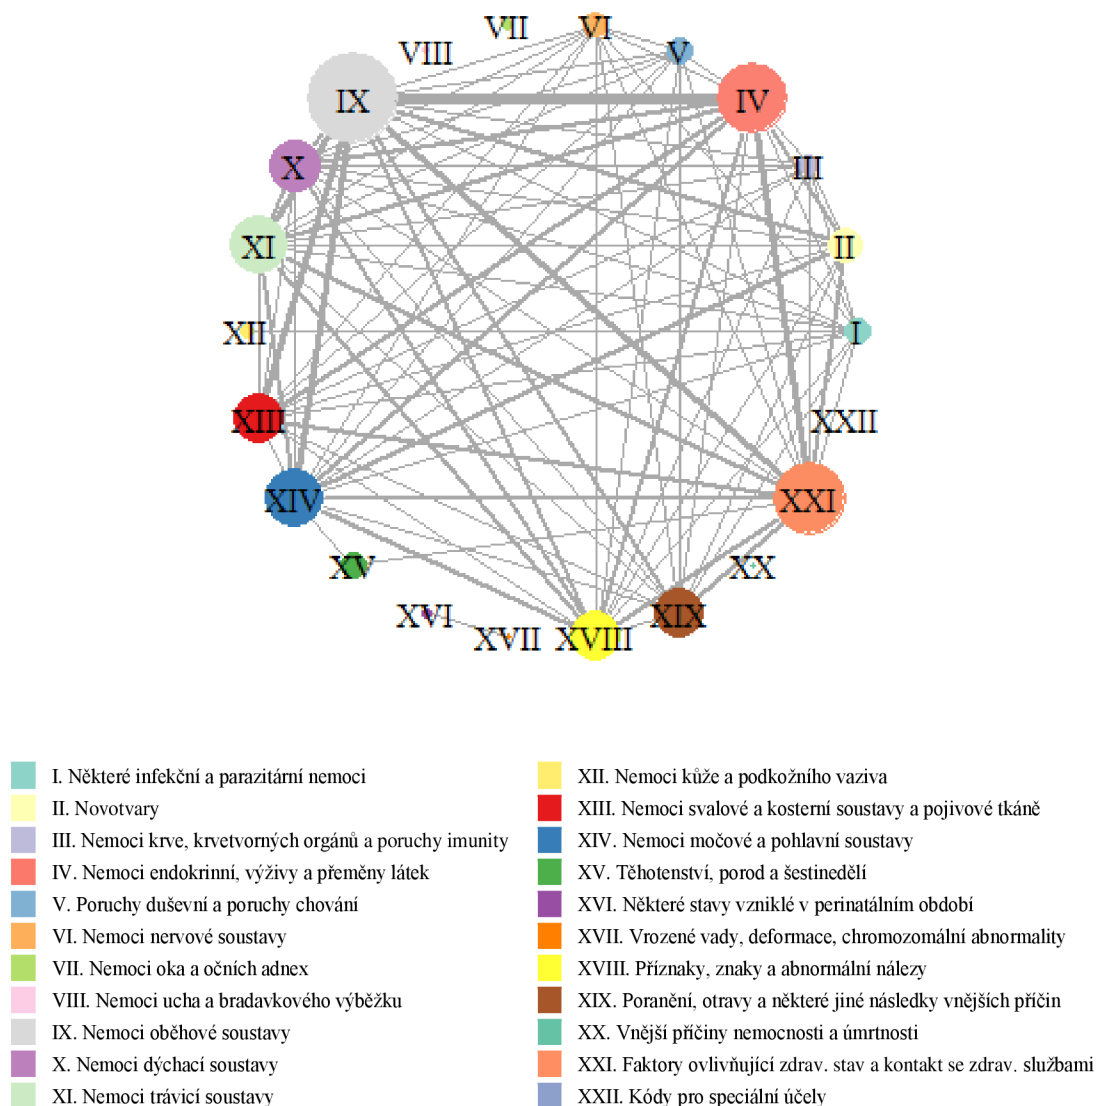 VII
VI
V
VIII
IX
IV
X
III
XI
II
XII
I
XIII
XXII
XIV
XXI
XV
XX
XVI
XIX
XVII
XVIII
I. Některé infekční a parazitární nemoci
II. Novotvary
III. Nemoci krve, krvetvorných orgánů a poruchy imunity
IV. Nemoci endokrinní, výživy a přeměny látek
V. Poruchy duševní a poruchy chování
VI. Nemoci nervové soustavy
VII. Nemoci oka a očních adnex
VIII. Nemoci ucha a bradavkového výběžku
IX. Nemoci oběhové soustavy
X. Nemoci dýchací soustavy
XI. Nemoci trávicí soustavy
XII. Nemoci kůže a podkožního vaziva
XIII. Nemoci svalové a kosterní soustavy a pojivové tkáně
XIV. Nemoci močové a pohlavní soustavy
XV. Těhotenství, porod a šestinedělí
XVI. Některé stavy vzniklé v perinatálním období
XVII. Vrozené vady, deformace, chromozomální abnormality
XVIII. Příznaky, znaky a abnormální nálezy
XIX. Poranění, otravy a některé jiné následky vnějších příčin
XX. Vnější příčiny nemocnosti a úmrtnosti
XXI. Faktory ovlivňující zdrav. stav a kontakt se zdrav. službami
XXII. Kódy pro speciální účely